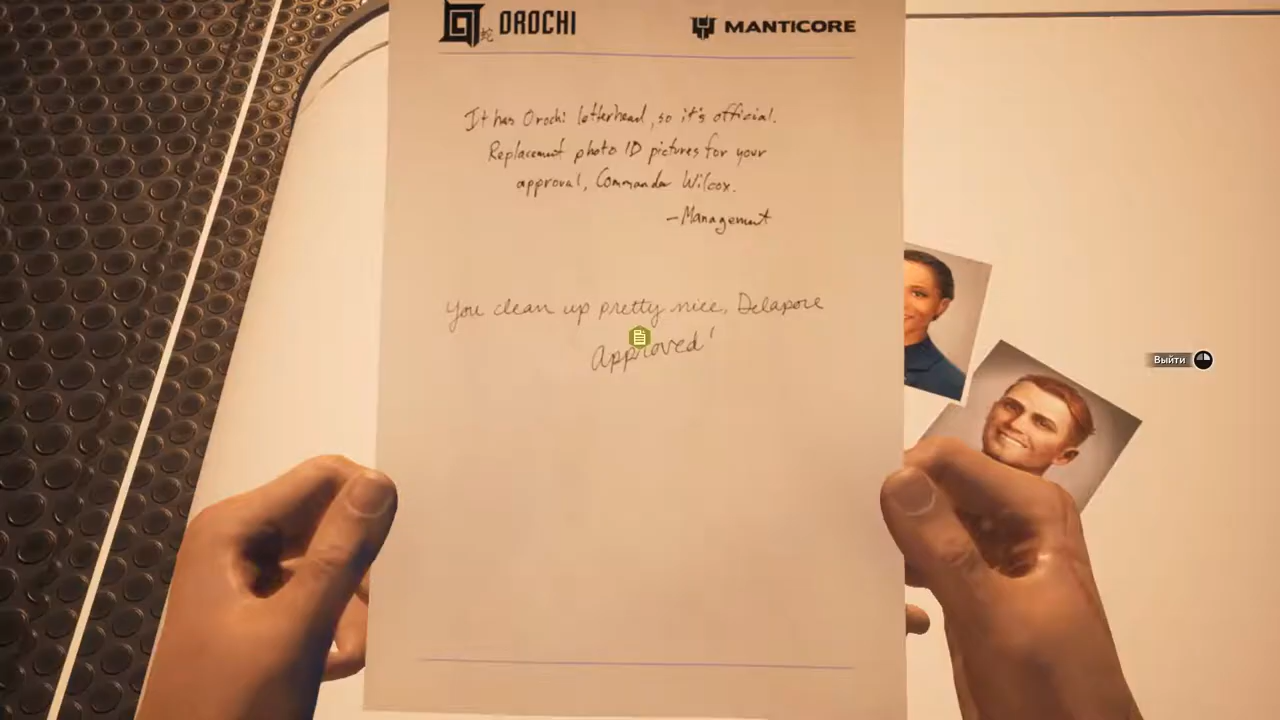 蛇 OROCHI
MANTICORE
It has Orochi letterhead, so it's official.
Replacement photo ID pictures for your
approval, Commander Wilcox.
—Management
You clean up pretty nice, Delapore
Approved!
Выйти